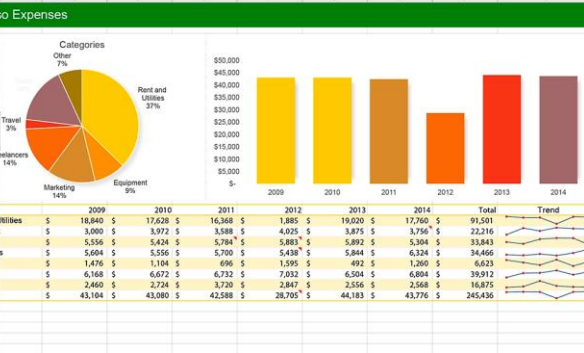 so Expenses
Categories
Other
7%
Rent and
Utilities
37%
Travel
3%
eelancers
14%
Marketing
14%
Equipment
9%
$50,000
$45,000
$40,000
$35,000
$30,000
$25,000
$20,000
$15,000
$10,000
$5,000
$-
2009 2010 2011 2012 2013 2014
2009 2010 2011 2012 2013 2014 Total Trend
tilities $ 18,840 $ 17,628 $ 16,368 $ 1,885 $ 19,020 $ 17,760 $ 91,501
$ 3,000 $ 3,972 $ 3,588 $ 4,025 $ 3,875 $ 3,756 $ 22,216
$ 5,556 $ 5,424 $ 5,784 $ 5,883 $ 5,892 $ 5,304 $ 33,843
s $ 5,604 $ 5,556 $ 5,700 $ 5,438 $ 5,844 $ 6,324 $ 34,466
$ 1,476 $ 1,104 $ 696 $ 1,595 $ 492 $ 1,260 $ 6,623
$ 6,168 $ 6,672 $ 6,732 $ 7,032 $ 6,504 $ 6,804 $ 39,912
$ 2,460 $ 2,724 $ 3,720 $ 2,847 $ 2,556 $ 2,568 $ 16,875
$ 43,104 $ 43,080 $ 42,588 $ 28,705 $ 44,183 $ 43,776 $ 245,436